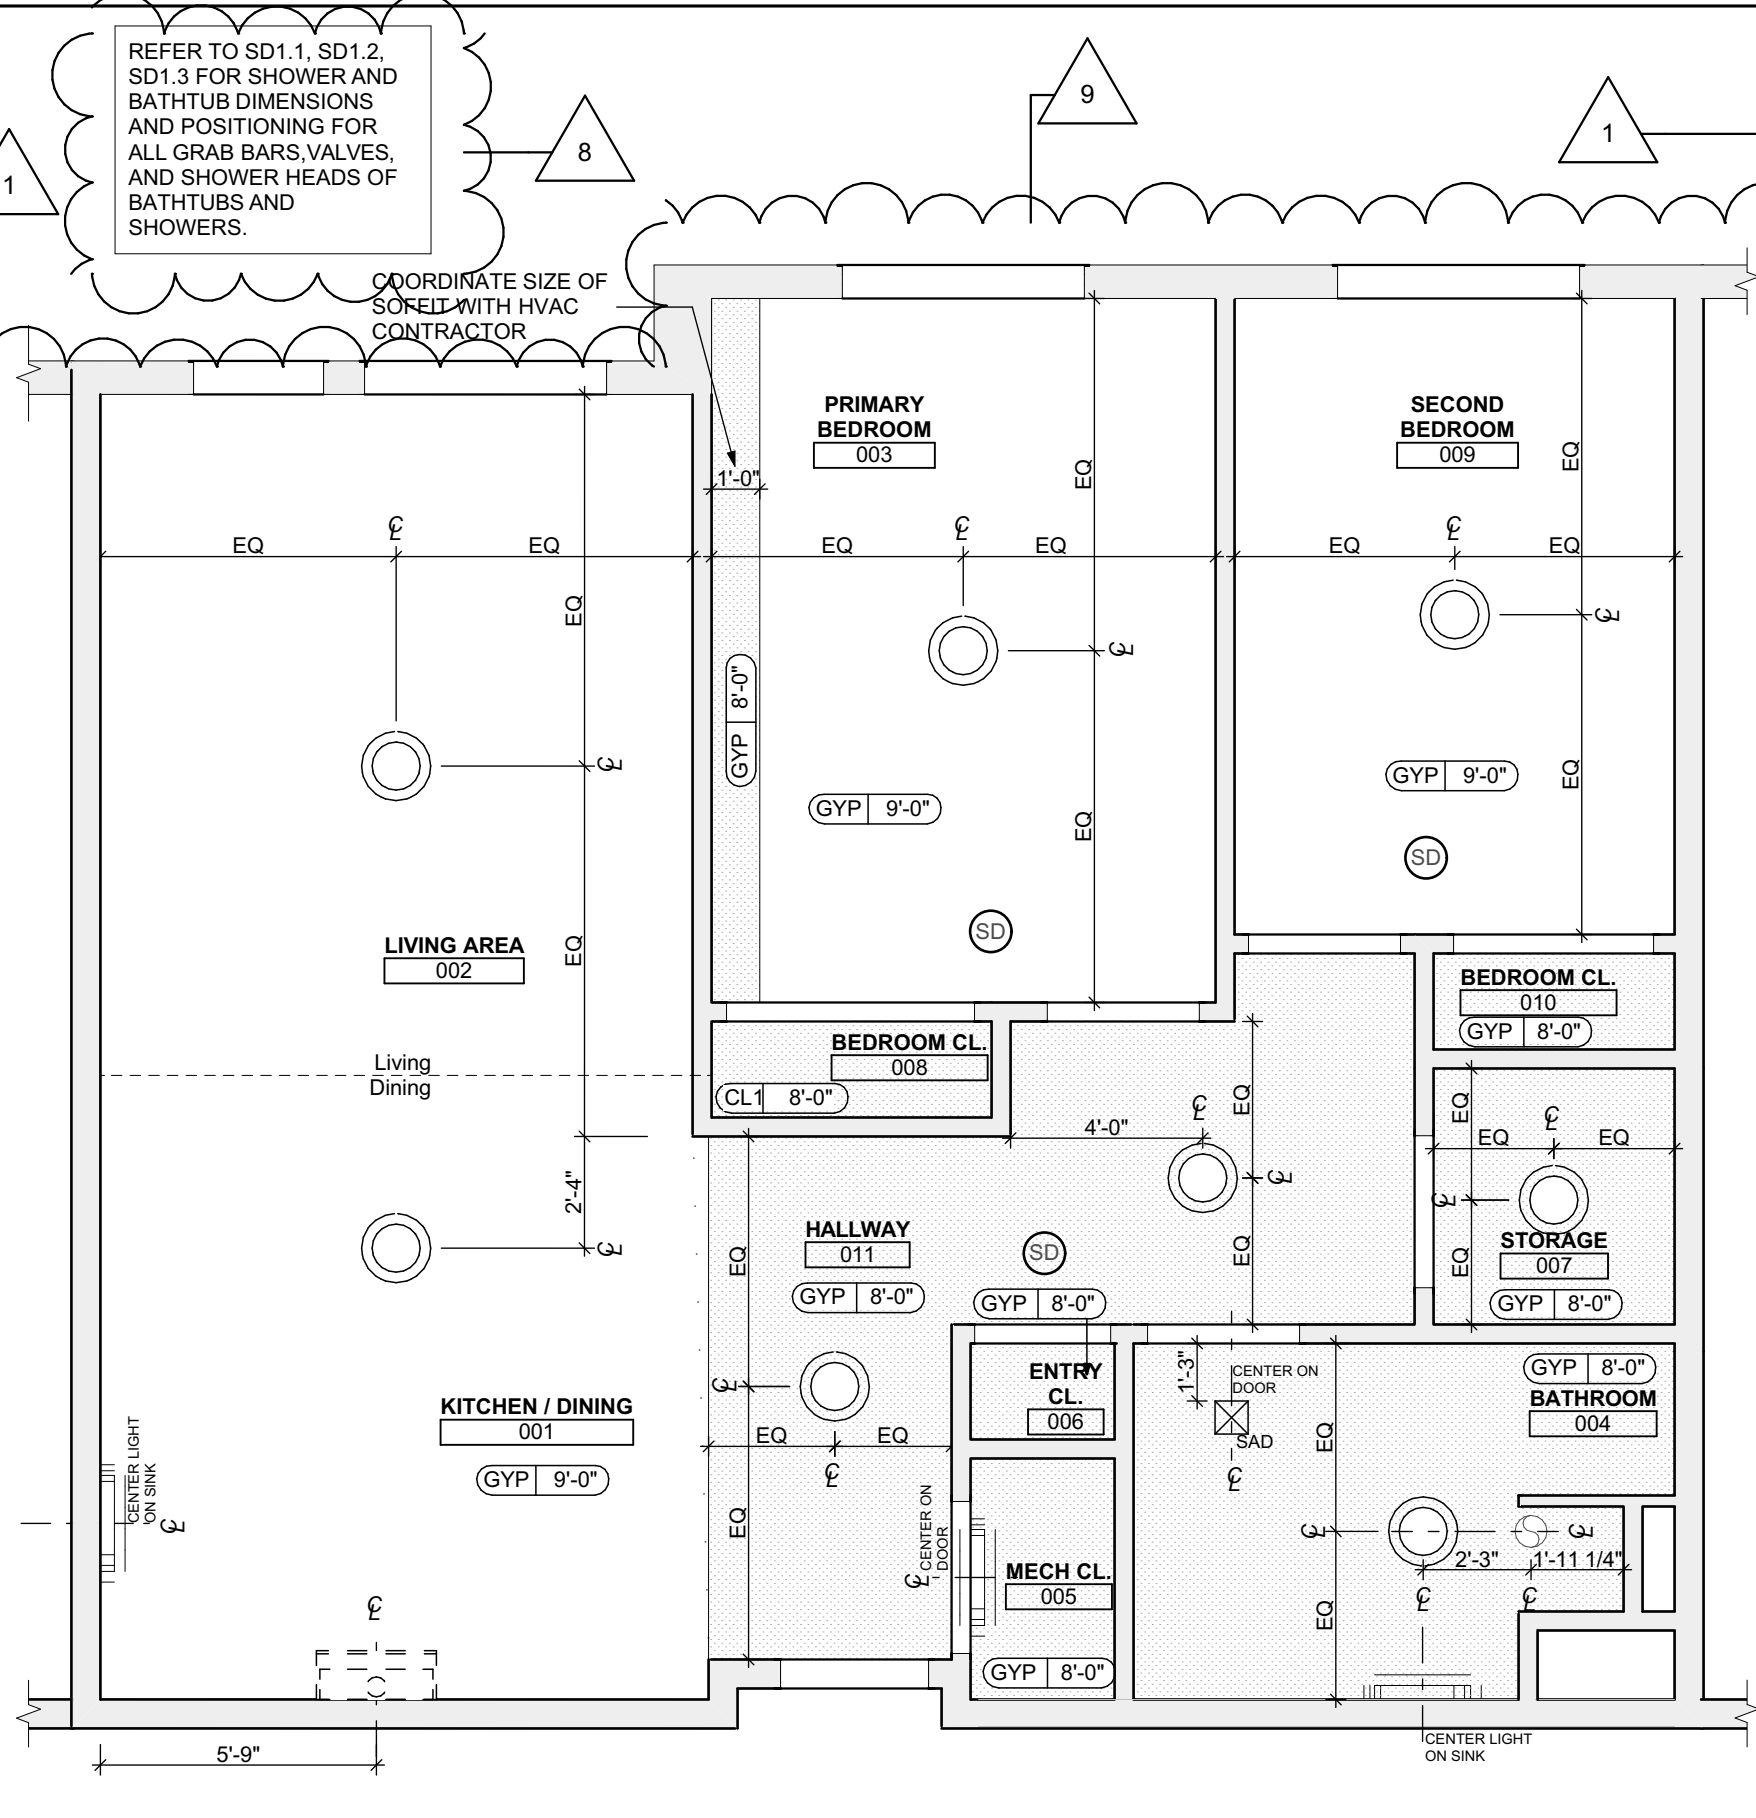 REFER TO SD1.1, SD1.2,
SD1.3 FOR SHOWER AND
BATHTUB DIMENSIONS
AND POSITIONING FOR
ALL GRAB BARS,VALVES,
AND SHOWER HEADS OF
BATHTUBS AND
SHOWERS.
1
8
9
1
COORDINATE SIZE OF
SOFFIT WITH HVAC
CONTRACTOR
PRIMARY
BEDROOM
003
SECOND
BEDROOM
009
EQ
EQ
1'-0"
℄
℄
℄
EQ
EQ
EQ
EQ
EQ
EQ
EQ
℄
℄
GYP 8'-0"
℄
GYP 9'-0"
GYP 9'-0"
EQ
EQ
SD
SD
LIVING AREA
002
EQ
BEDROOM CL.
010
GYP 8'-0"
BEDROOM CL.
008
CL1 8'-0"
Living
Dining
EQ
EQ
℄
℄
4'-0"
EQ
EQ
℄
2'-4"
℄
℄
HALLWAY
011
GYP 8'-0"
SD
EQ
EQ
EQ
STORAGE
007
GYP 8'-0"
GYP 8'-0"
ENTRY
CL.
006
1'-3"
CENTER ON
DOOR
SAD
℄
GYP 8'-0"
BATHROOM
004
℄
EQ
EQ
℄
EQ
EQ
KITCHEN / DINING
001
GYP 9'-0"
CENTER LIGHT
ON SINK
℄
CENTER ON
DOOR
℄
MECH CL.
005
GYP 8'-0"
℄
℄
2'-3"
1'-11 1/4"
℄
℄
EQ
℄
5'-9"
CENTER LIGHT
ON SINK